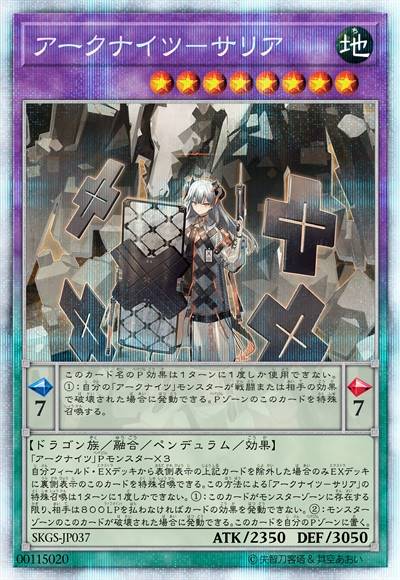 アークナイツーサリア
地
このカード名のP効果は1ターンに1度しか使用できない。
①：自分の「アークナイツ」モンスターが戦闘または相手の効果
で破壊された場合に発動できる。Pゾーンのこのカードを特殊
召喚する。
7 7
【ドラゴン族／融合／ペンデュラム／効果】
「アークナイツ」Pモンスター×3
自分フィールド・EXデッキから表側表示の上記カードを除外した場合のみEXデッキ
に裏側表示のこのカードを特殊召喚できる。この方法による「アークナイツーサリア」の
特殊召喚は1ターンに1度しかできない。①：このカードがモンスターゾーンに存在する
限り、相手は800LPを払わなければカードの効果を発動できない。②：モンスター
ゾーンのこのカードが破壊された場合に発動できる。このカードを自分のPゾーンに置く。
SKGS-JP037 ATK/2350 DEF/3050
00115020 ©矢智刀客塔 & 其空あおい